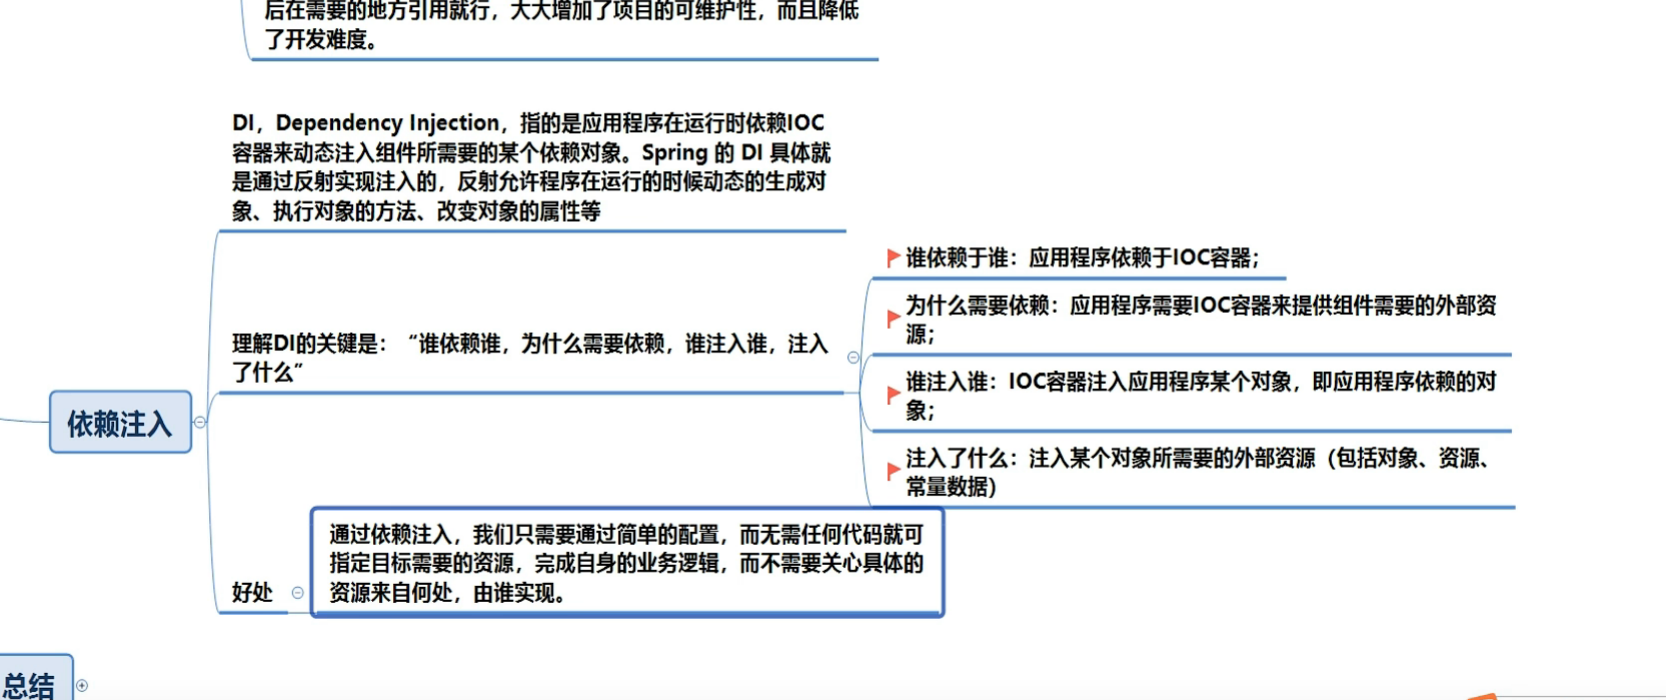 后在需要的地方引用就行，大大增加了项目的可维护性，而且降低
了开发难度。
DI，Dependency Injection，指的是应用程序在运行时依赖IOC
容器来动态注入组件所需要的某个依赖对象。Spring 的 DI 具体就
是通过反射实现注入的，反射允许程序在运行的时候动态的生成对
象、执行对象的方法、改变对象的属性等
谁依赖于谁：应用程序依赖于IOC容器；
为什么需要依赖：应用程序需要IOC容器来提供组件需要的外部资
源；
理解DI的关键是：“谁依赖谁，为什么需要依赖，谁注入谁，注入
了什么”
谁注入谁：IOC容器注入应用程序某个对象，即应用程序依赖的对
象；
依赖注入
注入了什么：注入某个对象所需要的外部资源（包括对象、资源、
常量数据)
通过依赖注入，我们只需要通过简单的配置，而无需任何代码就可
指定目标需要的资源，完成自身的业务逻辑，而不需要关心具体的
资源来自何处，由谁实现。
好处
总结